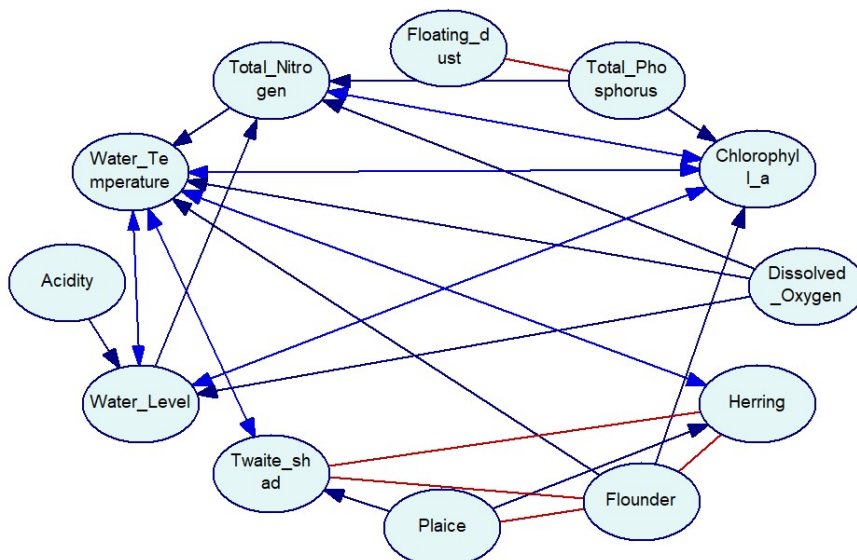 Floating_d
ust
Total_Nitro
gen
Total_Pho
sphorus
Water_Te
mperature
Chlorophyl
l_a
Acidity
Dissolved
_Oxygen
Water_Level
Herring
Twaite_sh
ad
Flounder
Plaice